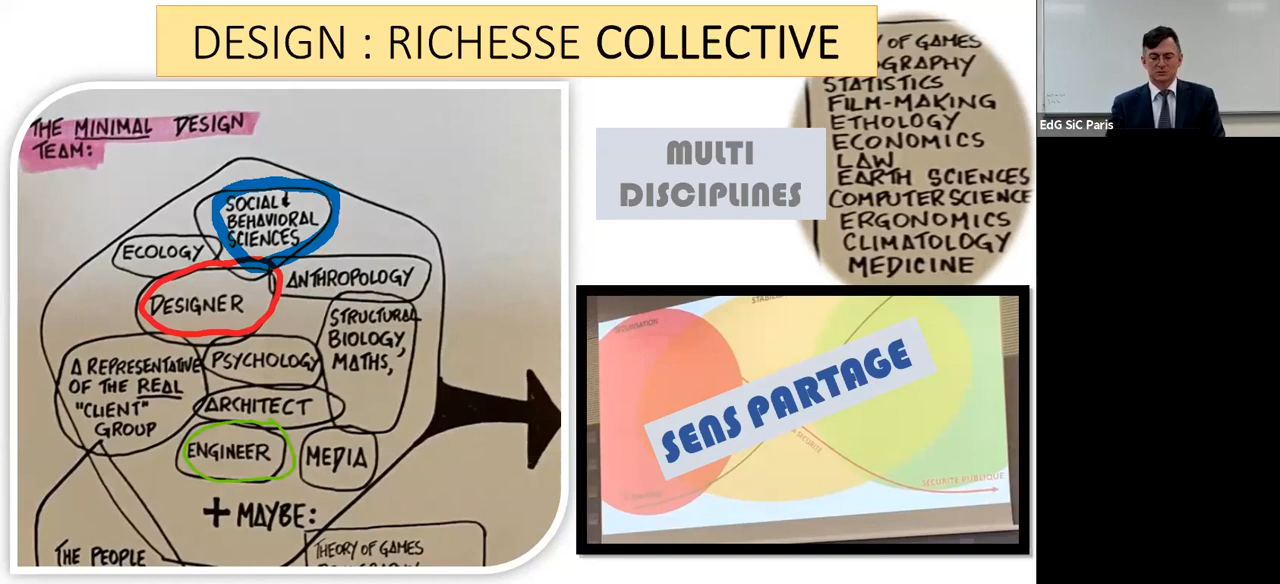 DESIGN : RICHESSE COLLECTIVE
THE MINIMAL DESIGN
TEAM:
SOCIAL &
BEHAVIORAL
SCIENCES
ECOLOGY
ANTHROPOLOGY
DESIGNER
STRUCTURAL
BIOLOGY,
MATHS,
A REPRESENTATIVE
OF THE REAL
"CLIENT"
GROUP
PSYCHOLOGY
ARCHITECT
ENGINEER
MEDIA
+ MAYBE:
THE PEOPLE
THEORY OF GAMES
MULTI
DISCIPLINES
Y OF GAMES
OGRAPHY
STATISTICS
FILM-MAKING
ETHOLOGY
ECONOMICS
LAW
EARTH SCIENCES
COMPUTER SCIENCE
ERGONOMICS
CLIMATOLOGY
MEDICINE
SENS PARTAGE
SECURITE PUBLIQUE
EdG SiC Paris